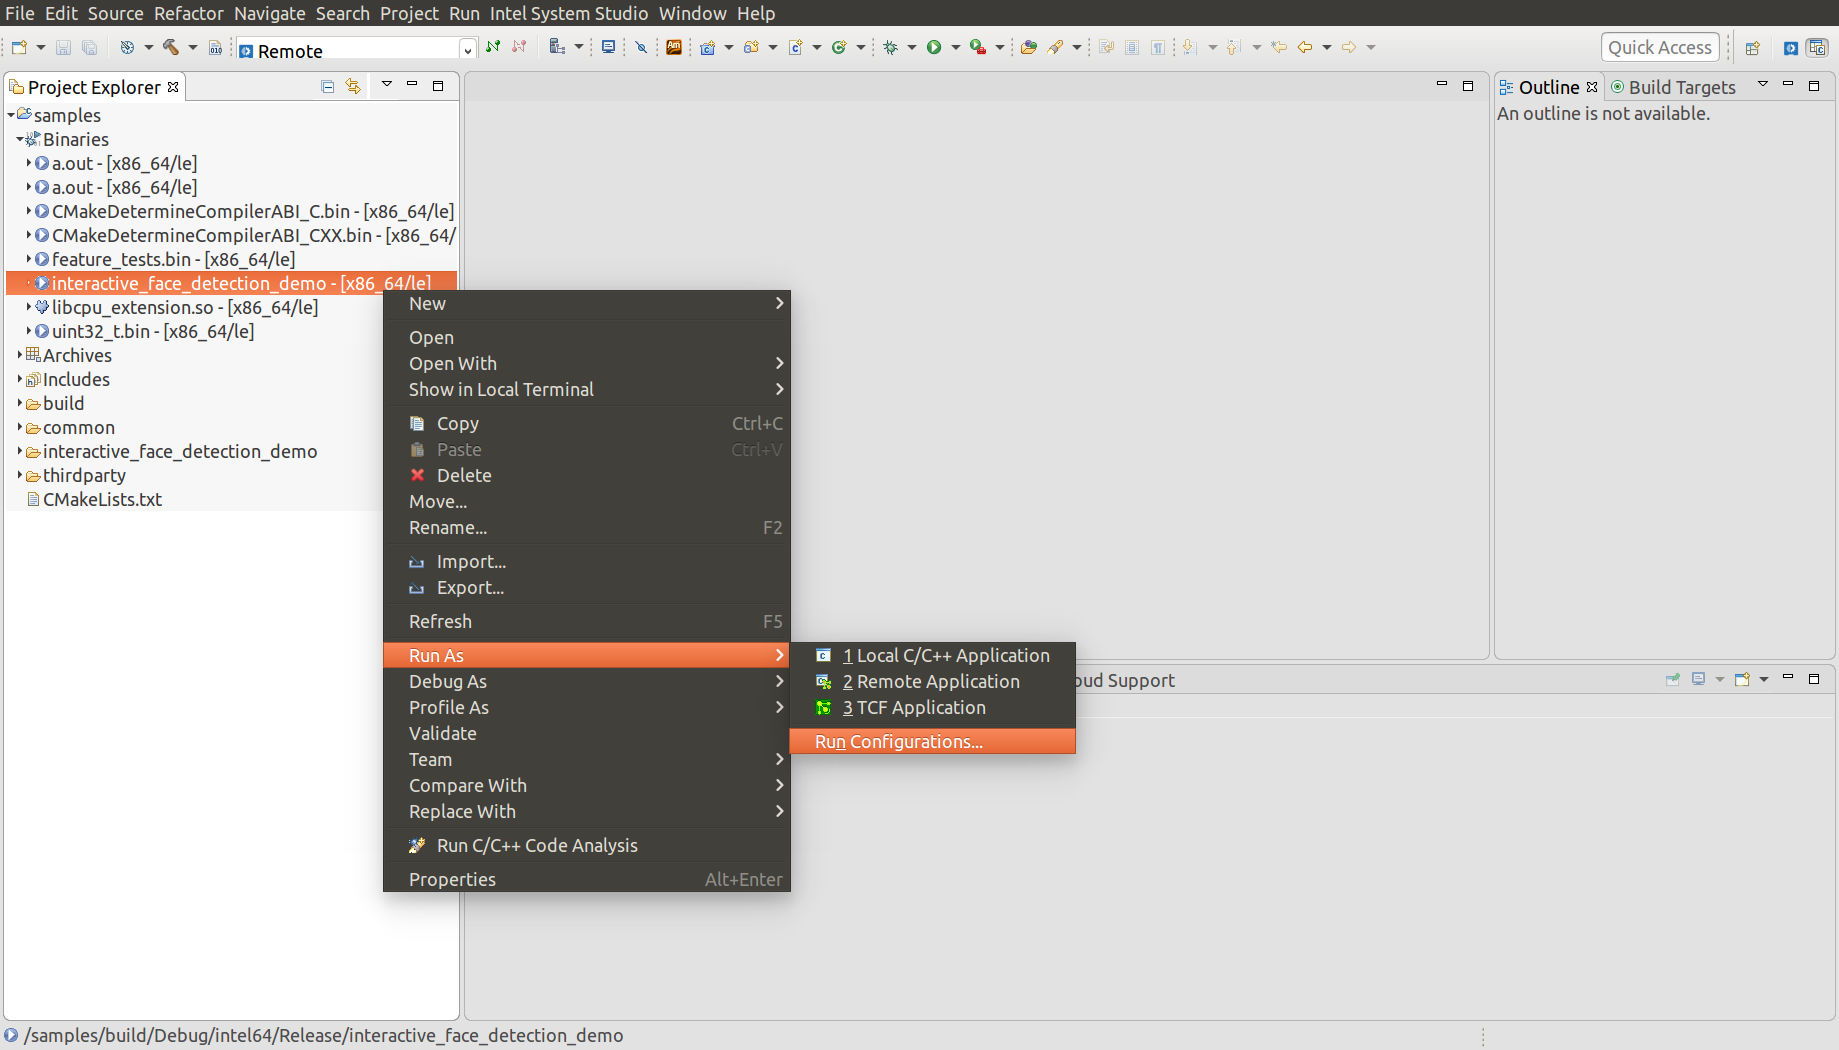 File Edit Source Refactor Navigate Search Project Run Intel System Studio Window Help
010 Remote Am Quick Access
Project Explorer
Outline Build Targets
An outline is not available.
samples
Binaries
a.out - [x86_64/le]
a.out - [x86_64/le]
CMakeDetermineCompilerABI_C.bin - [x86_64/le]
CMakeDetermineCompilerABI_CXX.bin - [x86_64/
feature_tests.bin - [x86_64/le]
interactive_face_detection_demo - [x86_64/le]
libcpu_extension.so - [x86_64/le]
uint32_t.bin - [x86_64/le]
Archives
Includes
build
common
interactive_face_detection_demo
thirdparty
CMakeLists.txt
New
Open
Open With
Show in Local Terminal
Copy Ctrl+C
Paste Ctrl+V
Delete
Move...
Rename... F2
Import...
Export...
Refresh F5
Run As
Debug As
Profile As
Validate
Team
Compare With
Replace With
Run C/C++ Code Analysis
Properties Alt+Enter
1 Local C/C++ Application
2 Remote Application
3 TCF Application
Run Configurations...
oud Support
/samples/build/Debug/intel64/Release/interactive_face_detection_demo